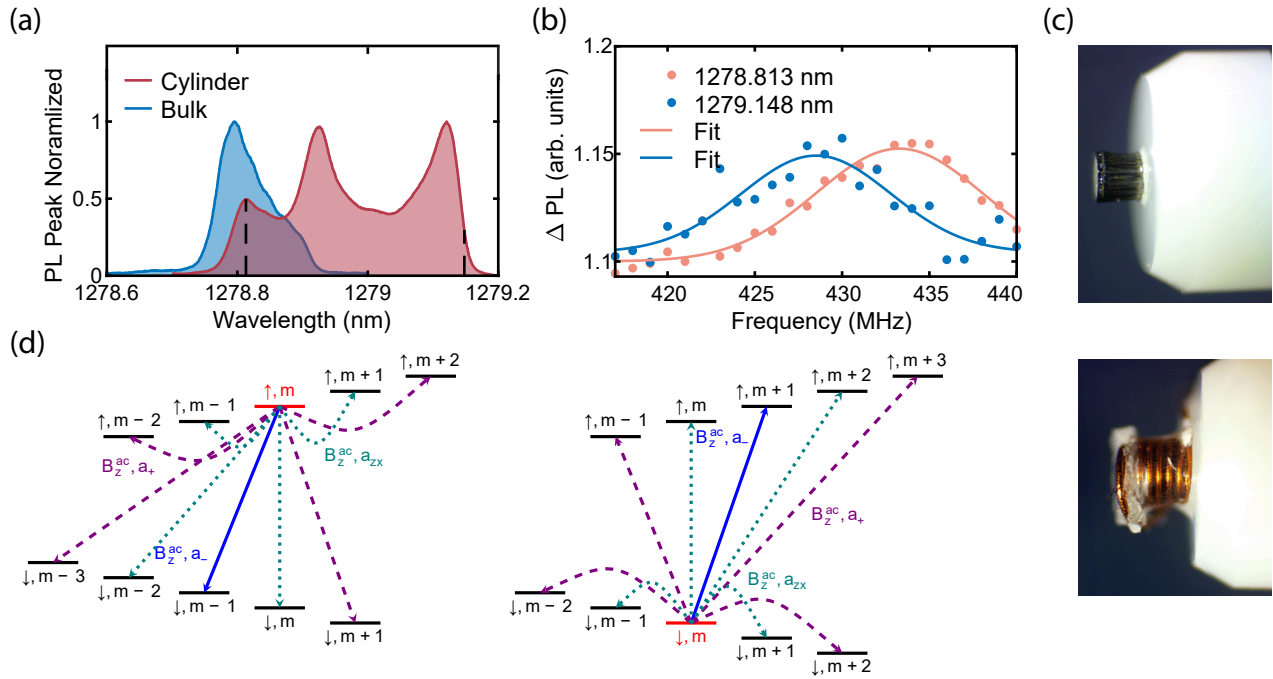 (a)
PL Peak Noramlized
1
0.5
0
Cylinder
Bulk
1278.6
1278.8
1279
1279.2
Wavelength (nm)
(b)
Δ PL (arb. units)
1.2
1.15
1.1
1278.813 nm
1279.148 nm
Fit
Fit
420
425
430
435
440
Frequency (MHz)
(c)
(d)
↑, m − 2
↑, m − 1
↑, m
↑, m + 1
↑, m + 2
B_z^ac, a_+
B_z^ac, a_zx
B_z^ac, a_−
↓, m − 3
↓, m − 2
↓, m − 1
↓, m
↓, m + 1
↑, m − 1
↑, m
↑, m + 1
↑, m + 2
↑, m + 3
B_z^ac, a_−
B_z^ac, a_+
B_z^ac, a_zx
↓, m − 2
↓, m − 1
↓, m
↓, m + 1
↓, m + 2